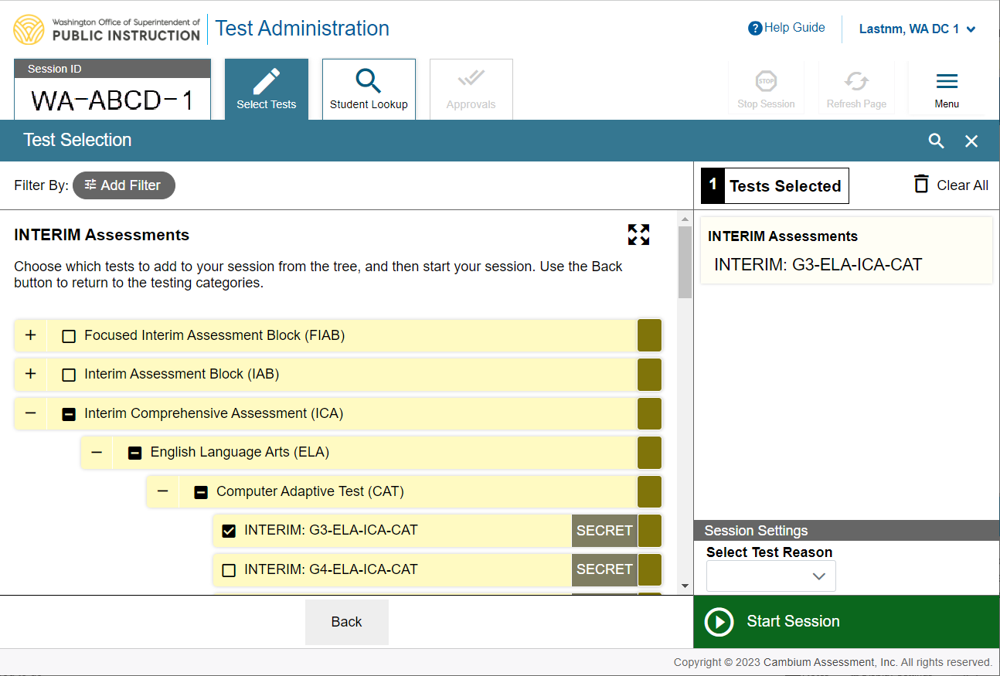 Washington Office of Superintendent of
PUBLIC INSTRUCTION
Test Administration
Help Guide
Lastnm, WA DC 1
Session ID
WA-ABCD-1
Select Tests
Student Lookup
Approvals
STOP
Stop Session
Refresh Page
Menu
Test Selection
Filter By:
Add Filter
1 Tests Selected
Clear All
INTERIM Assessments
Choose which tests to add to your session from the tree, and then start your session. Use the Back
button to return to the testing categories.
Focused Interim Assessment Block (FIAB)
Interim Assessment Block (IAB)
Interim Comprehensive Assessment (ICA)
English Language Arts (ELA)
Computer Adaptive Test (CAT)
INTERIM: G3-ELA-ICA-CAT SECRET
INTERIM: G4-ELA-ICA-CAT SECRET
INTERIM Assessments
INTERIM: G3-ELA-ICA-CAT
Session Settings
Select Test Reason
Back
Start Session
Copyright © 2023 Cambium Assessment, Inc. All rights reserved.